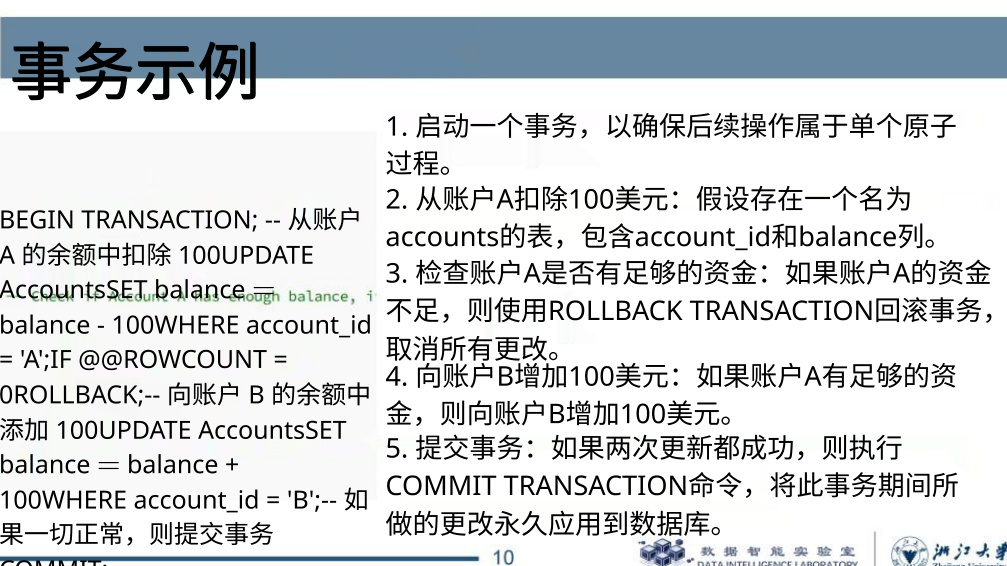 事务示例
BEGIN TRANSACTION; -- 从账户
A 的余额中扣除 100UPDATE
AccountsSET balance =
balance - 100WHERE account_id
= 'A';IF @@ROWCOUNT =
0ROLLBACK;-- 向账户 B 的余额中
添加 100UPDATE AccountsSET
balance = balance +
100WHERE account_id = 'B';-- 如
果一切正常，则提交事务
COMMIT;
Check if Account A has enough balance, i
1. 启动一个事务，以确保后续操作属于单个原子
过程。
2. 从账户A扣除100美元：假设存在一个名为
accounts的表，包含account_id和balance列。
3. 检查账户A是否有足够的资金：如果账户A的资金
不足，则使用ROLLBACK TRANSACTION回滚事务，
取消所有更改。
4. 向账户B增加100美元：如果账户A有足够的资
金，则向账户B增加100美元。
5. 提交事务：如果两次更新都成功，则执行
COMMIT TRANSACTION命令，将此事务期间所
做的更改永久应用到数据库。
10
数据智能实验室
DATA INTELLIGENCE LABORATORY
浙江大学